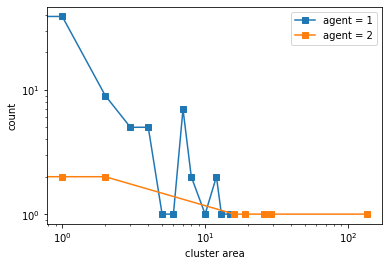 agent = 1
agent = 2
count
10¹
10⁰
10⁰ 10¹ 10²
cluster area